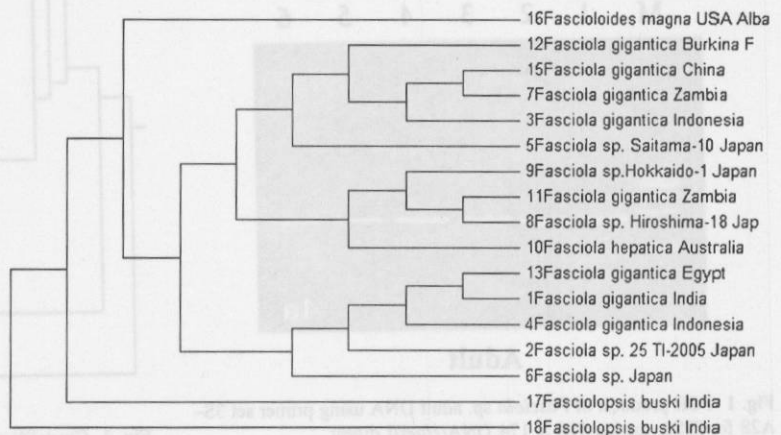 16Fascioloides magna USA Alba
12Fasciola gigantica Burkina F
15Fasciola gigantica China
7Fasciola gigantica Zambia
3Fasciola gigantica Indonesia
5Fasciola sp. Saitama-10 Japan
9Fasciola sp.Hokkaido-1 Japan
11Fasciola gigantica Zambia
8Fasciola sp. Hiroshima-18 Jap
10Fasciola hepatica Australia
13Fasciola gigantica Egypt
1Fasciola gigantica India
4Fasciola gigantica Indonesia
2Fasciola sp. 25 TI-2005 Japan
6Fasciola sp. Japan
17Fasciolopsis buski India
18Fasciolopsis buski India